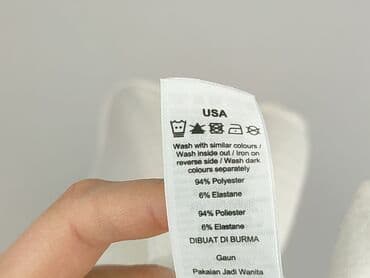 USA
Wash with similar colours /
Wash inside out / Iron on
reverse side / Wash dark
colours separately
94% Polyester
6% Elastane
94% Poliester
6% Elastane
DIBUAT DI BURMA
Gaun
Pakaian Jadi Wanita